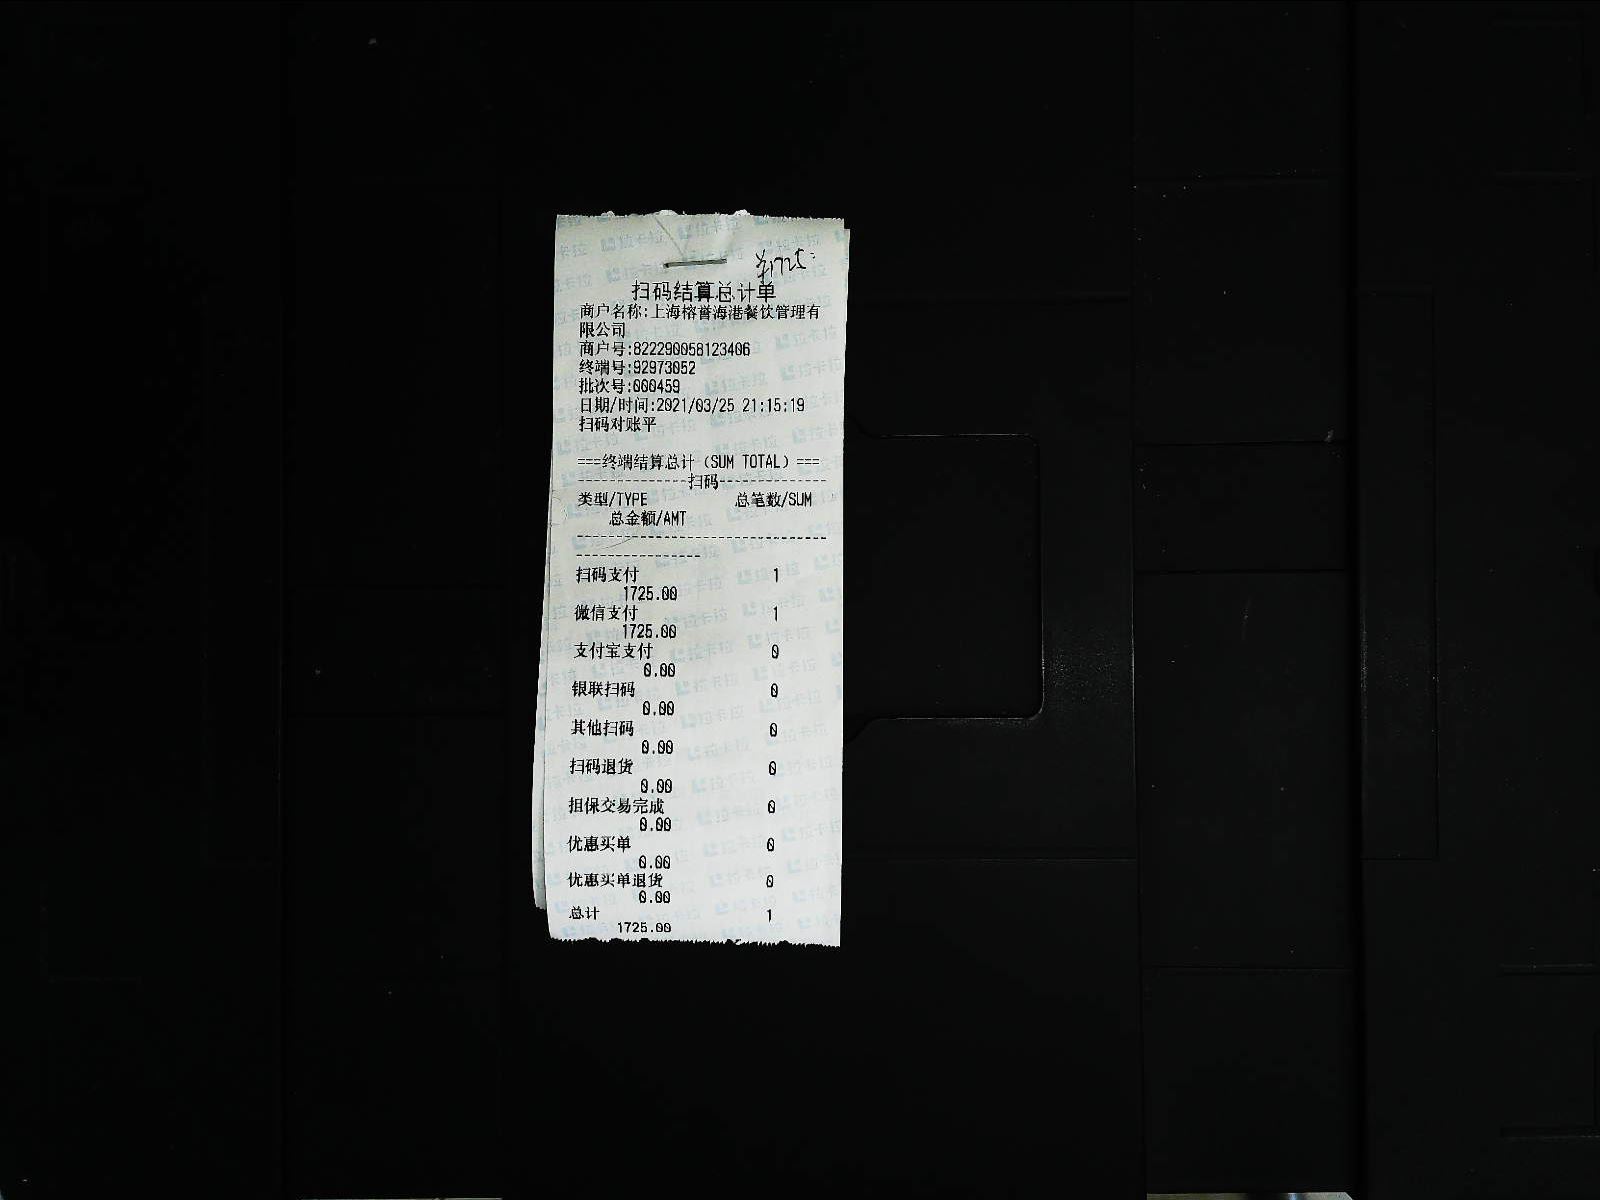 ¥1725:
扫码结算总计单
商户名称:上海榕誉海港餐饮管理有
限公司
商户号:822290058123406
终端号:92973052
批次号:000459
日期/时间:2021/03/25 21:15:19
扫码对账平
===终端结算总计（SUM TOTAL）===
--------------扫码--------------
类型/TYPE 总笔数/SUM
总金额/AMT
--------------------------------
----------------
扫码支付 1
1725.00
微信支付 1
1725.00
支付宝支付 0
0.00
银联扫码 0
0.00
其他扫码 0
0.00
扫码退货 0
0.00
担保交易完成 0
0.00
优惠买单 0
0.00
优惠买单退货 0
0.00
总计 1
1725.00